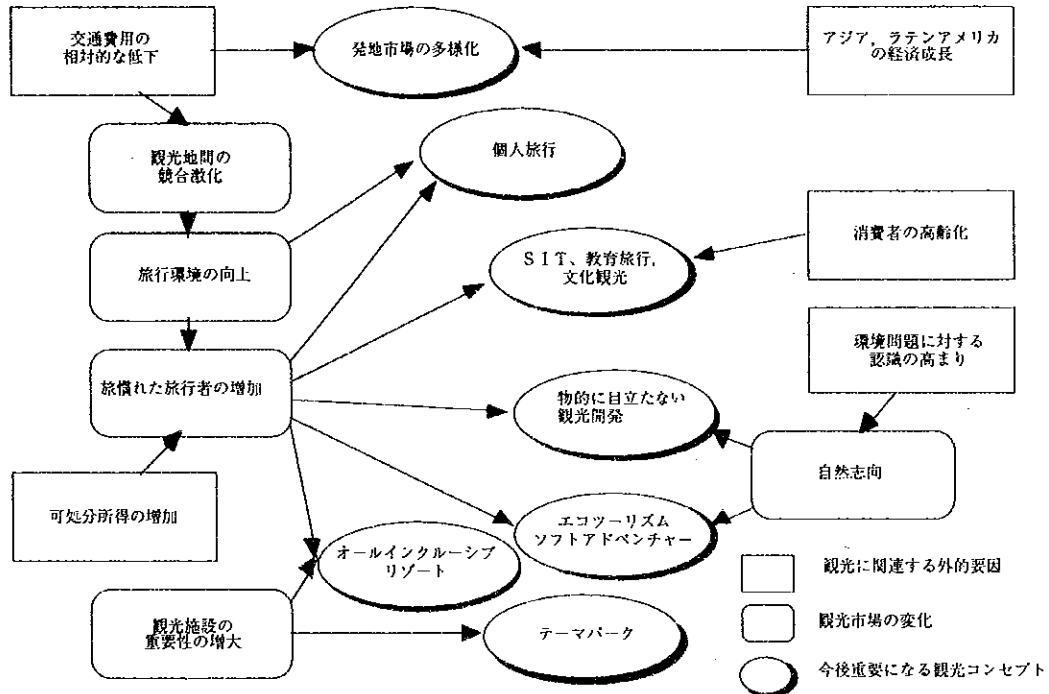 交通費用の
相対的な低下
発地市場の多様化
アジア, ラテンアメリカ
の経済成長
観光地間の
競合激化
個人旅行
旅行環境の向上
SIT、教育旅行,
文化観光
消費者の高齢化
環境問題に対する
認識の高まり
旅慣れた旅行者の増加
物的に目立たない
観光開発
自然志向
可処分所得の増加
エコツーリズム
ソフトアドベンチャー
オールインクルーシブ
リゾート
観光に関連する外的要因
観光施設の
重要性の増大
テーマパーク
観光市場の変化
今後重要になる観光コンセプト